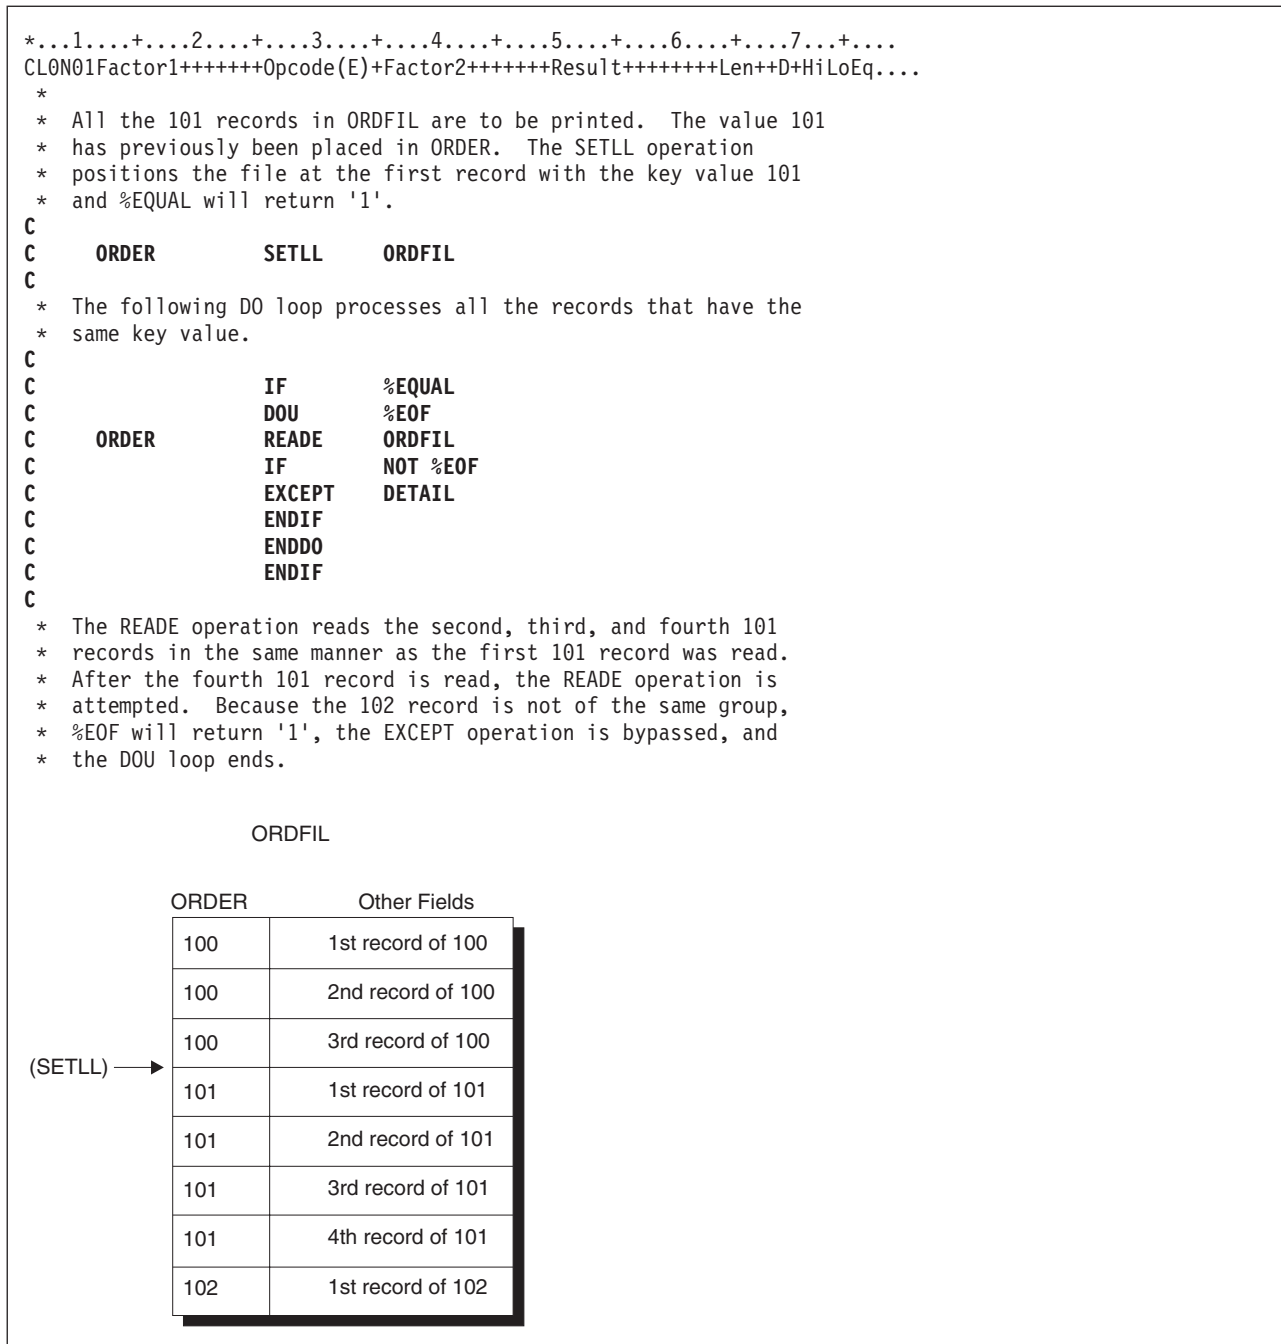 *...1....+....2....+....3....+....4....+....5....+....6....+....7...+....
CL0N01Factor1+++++++Opcode(E)+Factor2+++++++Result++++++++Len++D+HiLoEq....
 *
 *  All the 101 records in ORDFIL are to be printed.  The value 101
 *  has previously been placed in ORDER.  The SETLL operation
 *  positions the file at the first record with the key value 101
 *  and %EQUAL will return '1'.
C
C     ORDER         SETLL     ORDFIL
C
 *  The following DO loop processes all the records that have the
 *  same key value.
C
C                   IF        %EQUAL
C                   DOU       %EOF
C     ORDER         READE     ORDFIL
C                   IF        NOT %EOF
C                   EXCEPT    DETAIL
C                   ENDIF
C                   ENDDO
C                   ENDIF
C
 *  The READE operation reads the second, third, and fourth 101
 *  records in the same manner as the first 101 record was read.
 *  After the fourth 101 record is read, the READE operation is
 *  attempted.  Because the 102 record is not of the same group,
 *  %EOF will return '1', the EXCEPT operation is bypassed, and
 *  the DOU loop ends.
ORDFIL
ORDER Other Fields
100 1st record of 100
100 2nd record of 100
100 3rd record of 100
(SETLL)
101 1st record of 101
101 2nd record of 101
101 3rd record of 101
101 4th record of 101
102 1st record of 102